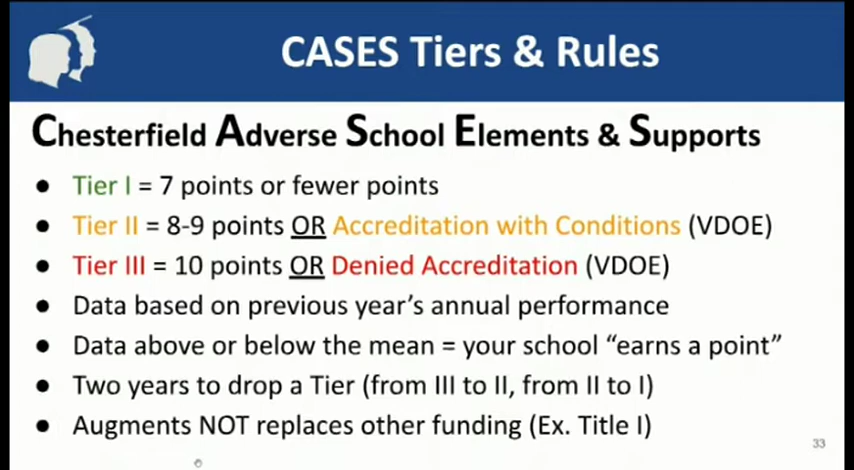 CASES Tiers & Rules
Chesterfield Adverse School Elements & Supports
● Tier I = 7 points or fewer points
● Tier II = 8-9 points OR Accreditation with Conditions (VDOE)
● Tier III = 10 points OR Denied Accreditation (VDOE)
● Data based on previous year’s annual performance
● Data above or below the mean = your school “earns a point”
● Two years to drop a Tier (from III to II, from II to I)
● Augments NOT replaces other funding (Ex. Title I)
33